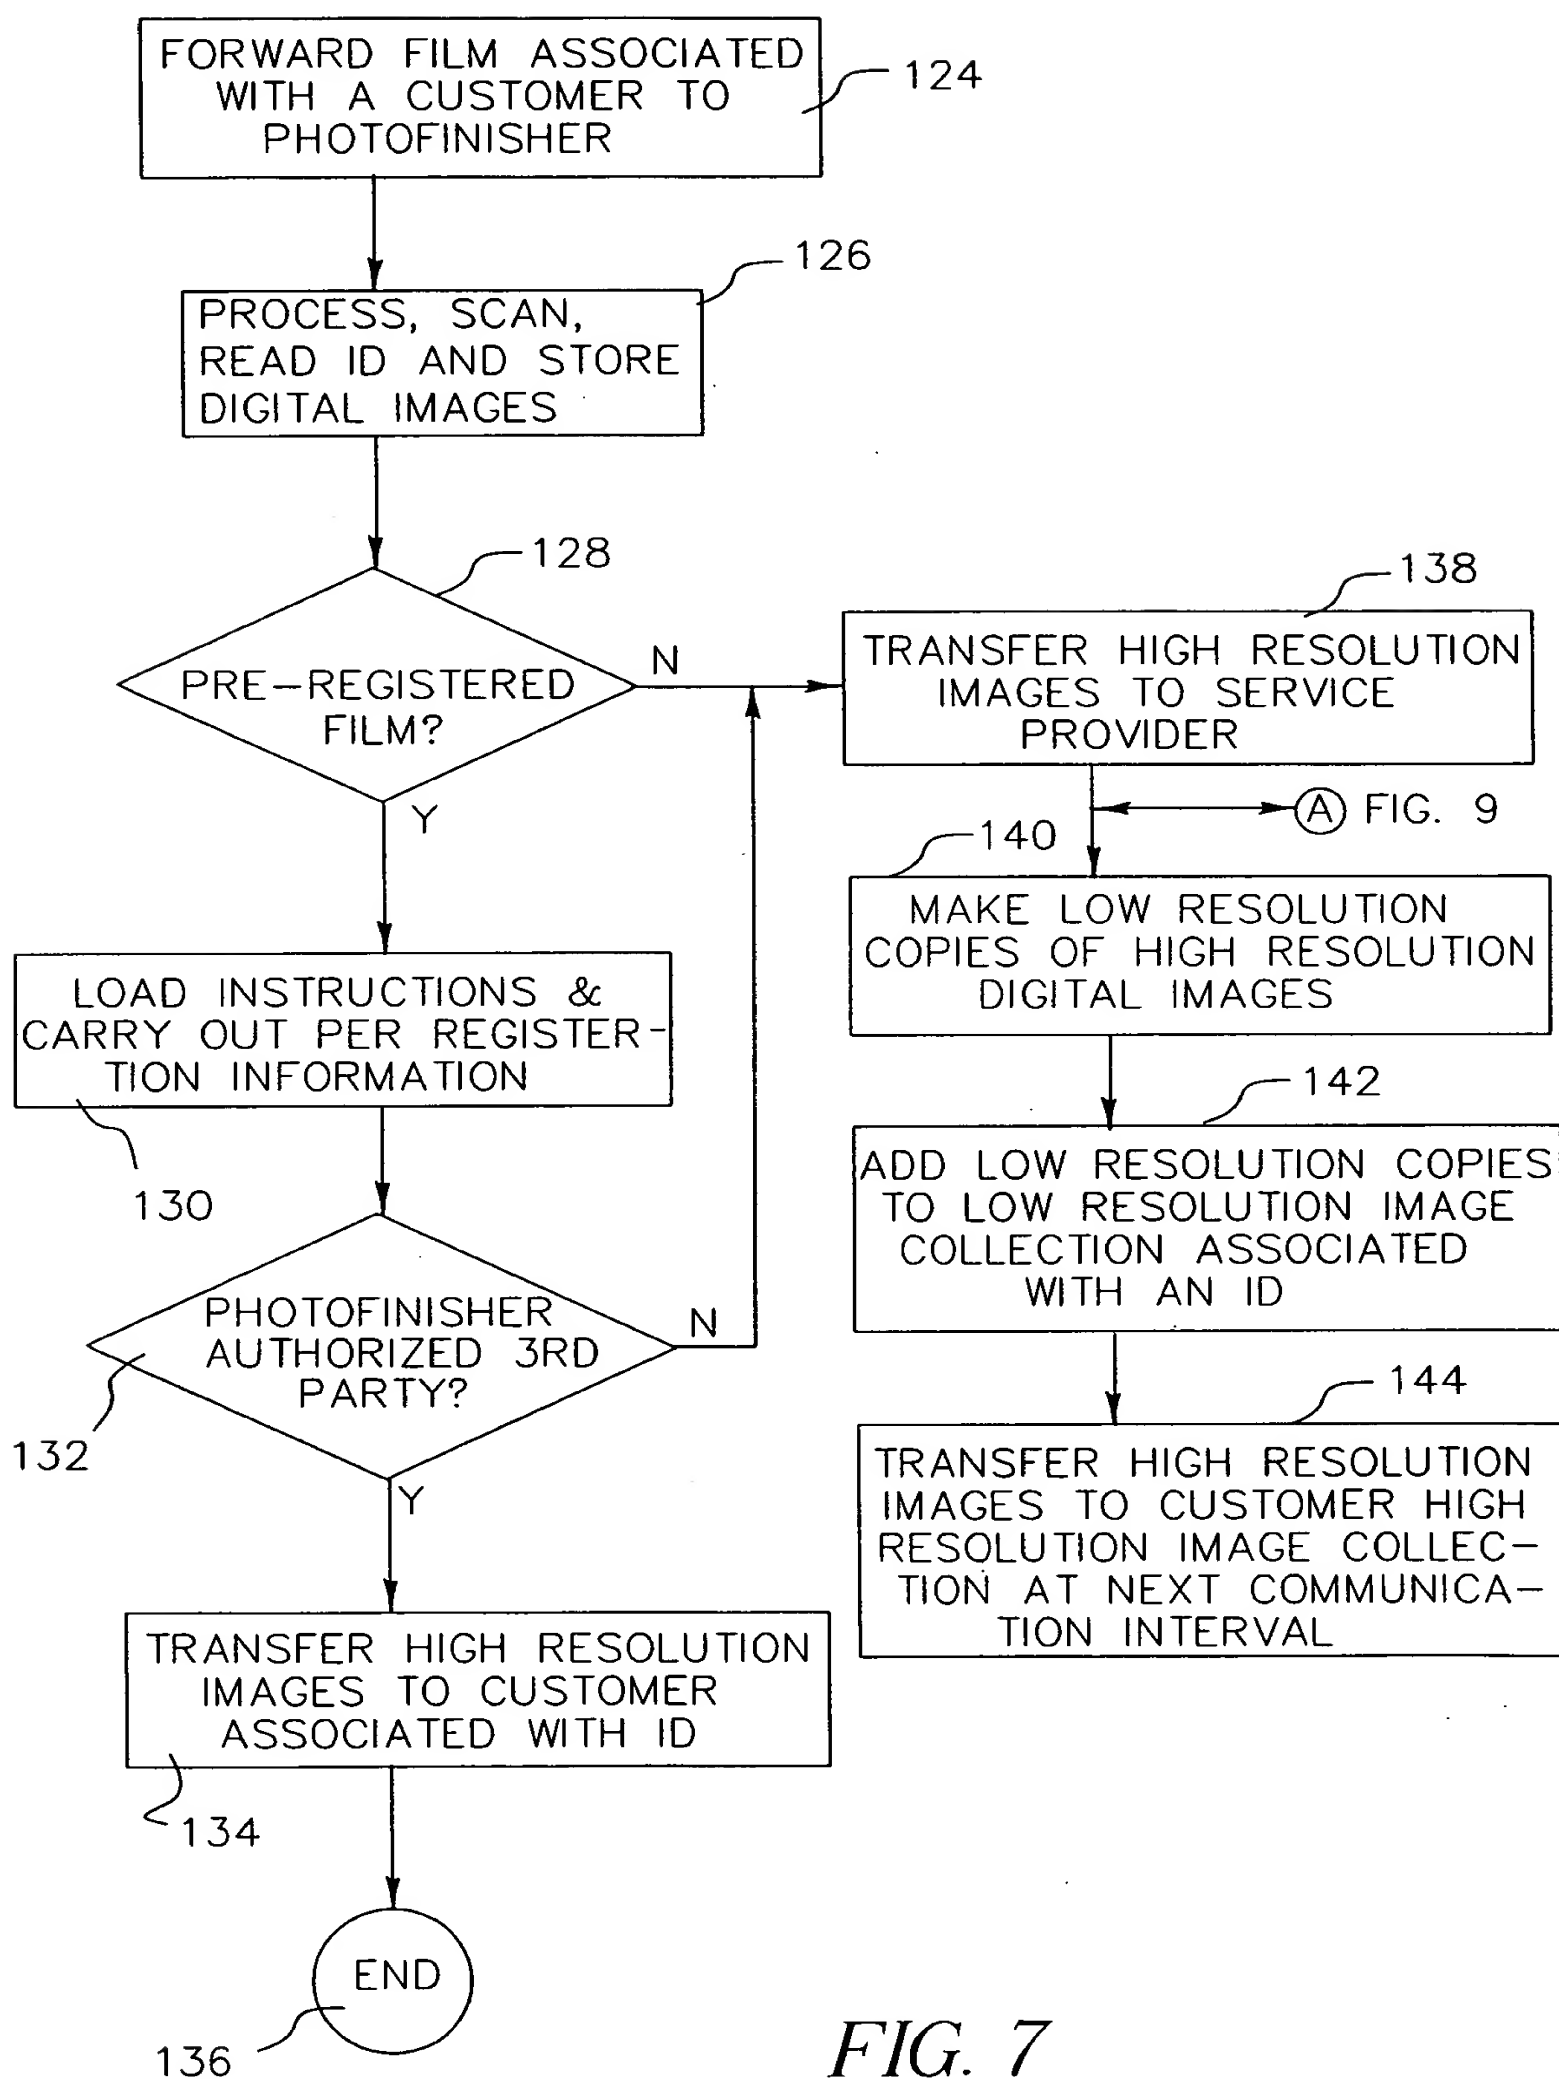 FORWARD FILM ASSOCIATED
WITH A CUSTOMER TO
PHOTOFINISHER
124
PROCESS, SCAN,
READ ID AND STORE
DIGITAL IMAGES
126
PRE-REGISTERED
FILM?
128
N
Y
LOAD INSTRUCTIONS &
CARRY OUT PER REGISTER-
TION INFORMATION
130
PHOTOFINISHER
AUTHORIZED 3RD
PARTY?
132
N
Y
TRANSFER HIGH RESOLUTION
IMAGES TO CUSTOMER
ASSOCIATED WITH ID
134
END
136
138
TRANSFER HIGH RESOLUTION
IMAGES TO SERVICE
PROVIDER
A FIG. 9
140
MAKE LOW RESOLUTION
COPIES OF HIGH RESOLUTION
DIGITAL IMAGES
142
ADD LOW RESOLUTION COPIES
TO LOW RESOLUTION IMAGE
COLLECTION ASSOCIATED
WITH AN ID
144
TRANSFER HIGH RESOLUTION
IMAGES TO CUSTOMER HIGH
RESOLUTION IMAGE COLLEC-
TION AT NEXT COMMUNICA-
TION INTERVAL
FIG. 7